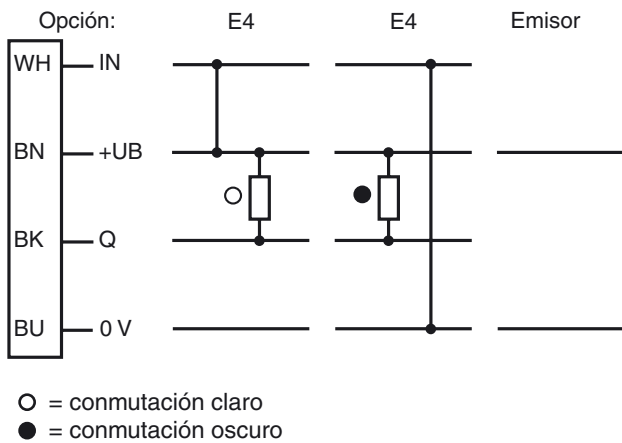 Opción: E4 E4 Emisor
WH IN
BN +UB
BK Q
BU 0 V
= conmutación claro
= conmutación oscuro